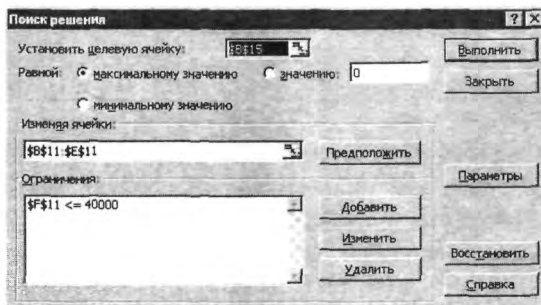 Поиск решения
Установить целевую ячейку: $B$15
Выполнить
Равной: максимальному значению значению: 0
Закрыть
минимальному значению
Изменяя ячейки:
$B$11:$E$11
Предположить
Ограничения:
Параметры
$F$11 <= 40000
Добавить
Изменить
Удалить
Восстановить
Справка